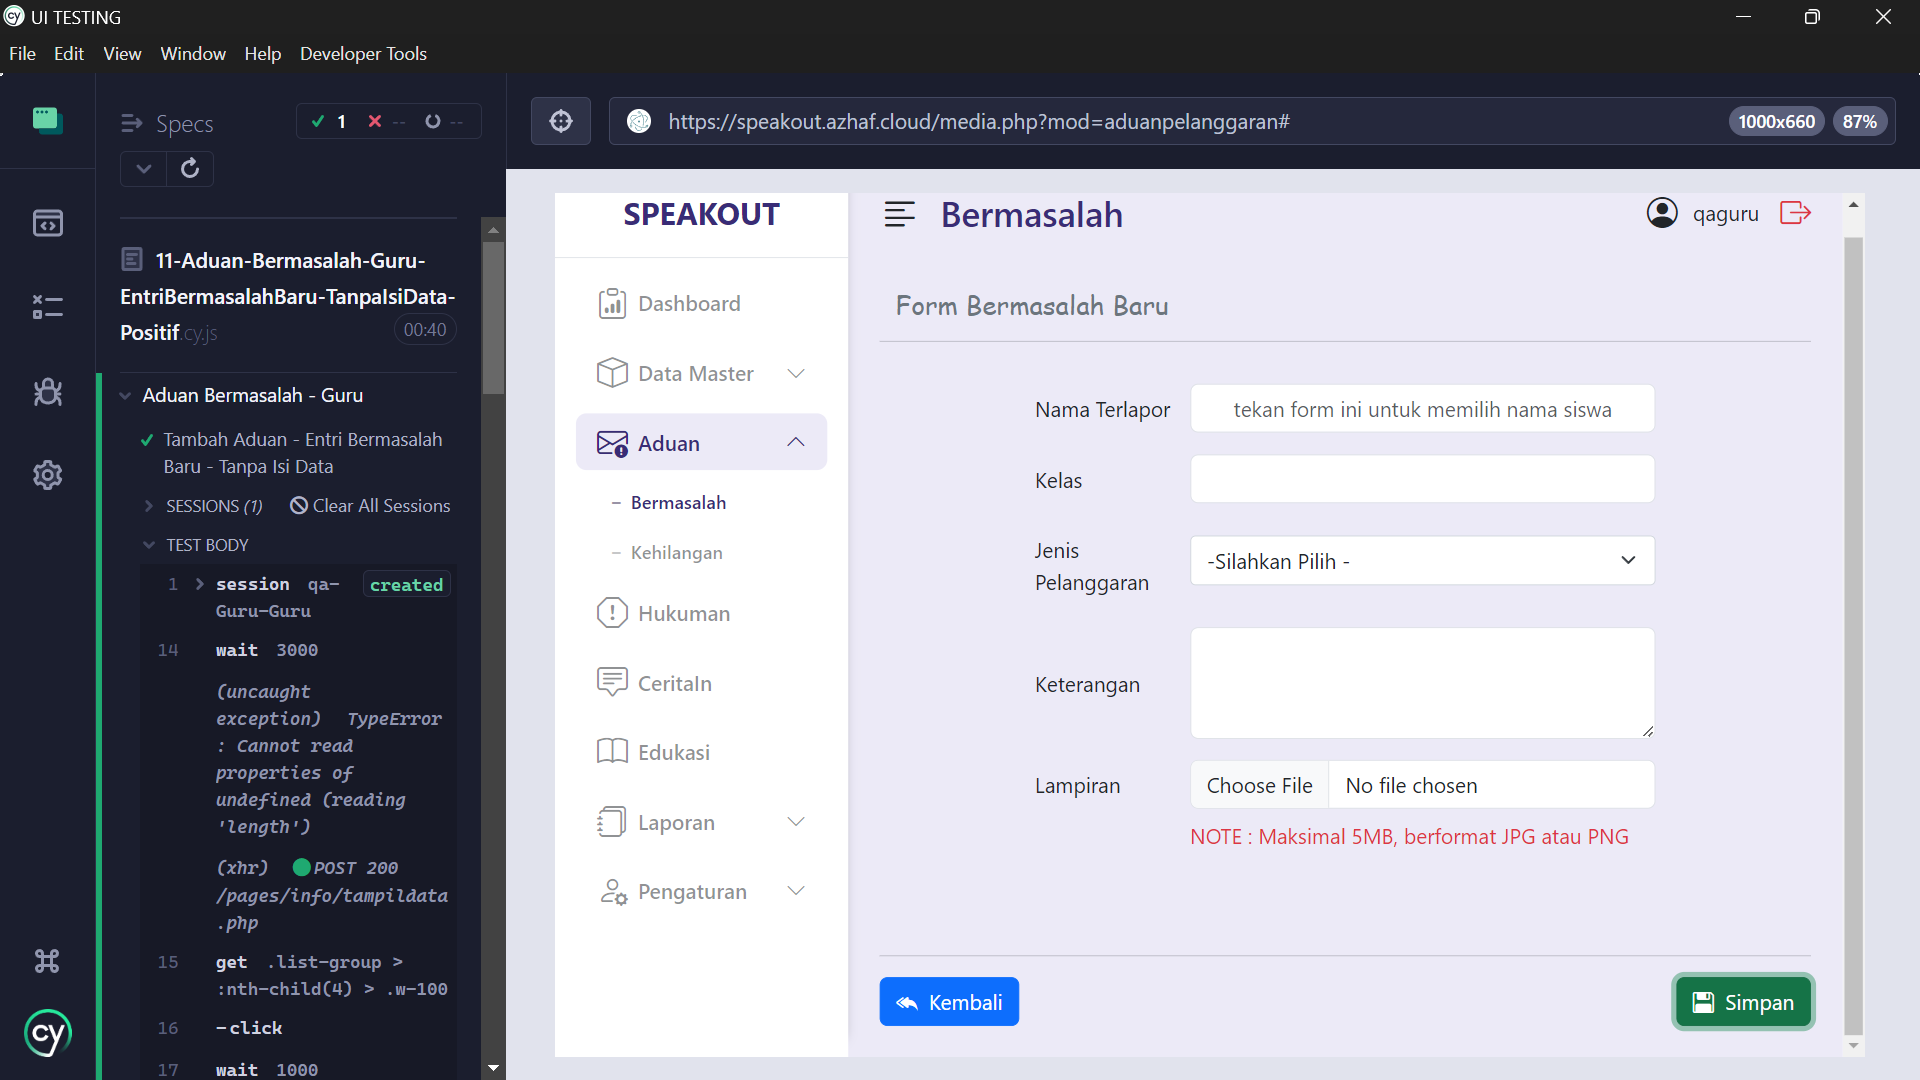 UI TESTING
File Edit View Window Help Developer Tools
Specs
1 -- --
11-Aduan-Bermasalah-Guru-
EntriBermasalahBaru-TanpaIsiData-
Positif.cy.js
00:40
Aduan Bermasalah - Guru
Tambah Aduan - Entri Bermasalah
Baru - Tanpa Isi Data
SESSIONS (1) Clear All Sessions
TEST BODY
1 session qa-
Guru-Guru
created
14 wait 3000
(uncaught
exception) TypeError
: Cannot read
properties of
undefined (reading
'length')
(xhr) POST 200
/pages/info/tampildata
.php
15 get .list-group >
:nth-child(4) > .w-100
16 -click
17 wait 1000
cy
https://speakout.azhaf.cloud/media.php?mod=aduanpelanggaran#
1000x660
87%
SPEAKOUT
Dashboard
Data Master
Aduan
- Bermasalah
- Kehilangan
Hukuman
CeritaIn
Edukasi
Laporan
Pengaturan
Bermasalah
qaguru
Form Bermasalah Baru
Nama Terlapor
tekan form ini untuk memilih nama siswa
Kelas
Jenis
Pelanggaran
-Silahkan Pilih -
Keterangan
Lampiran
Choose File No file chosen
NOTE : Maksimal 5MB, berformat JPG atau PNG
Kembali
Simpan